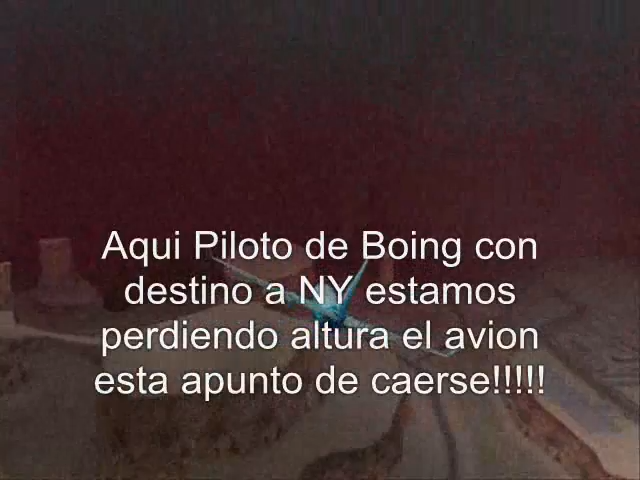 Aqui Piloto de Boing con
destino a NY estamos
perdiendo altura el avion
esta apunto de caerse!!!!!